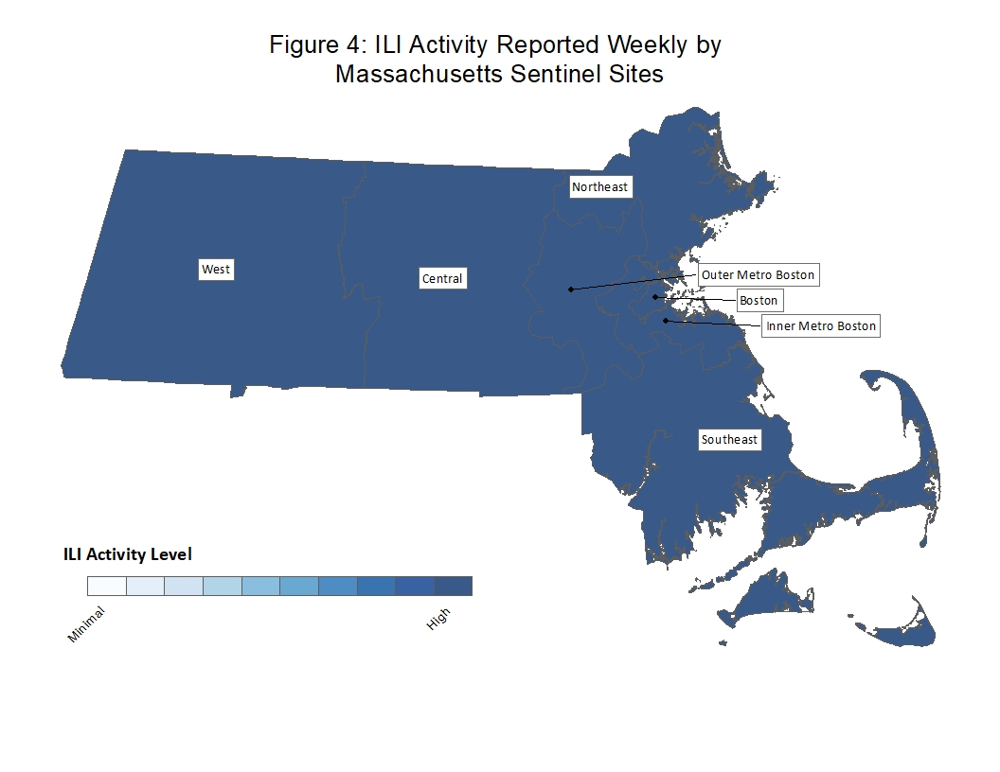 Figure 4: ILI Activity Reported Weekly by
Massachusetts Sentinel Sites
Northeast
West
Central
Outer Metro Boston
Boston
Inner Metro Boston
Southeast
ILI Activity Level
Minimal
High